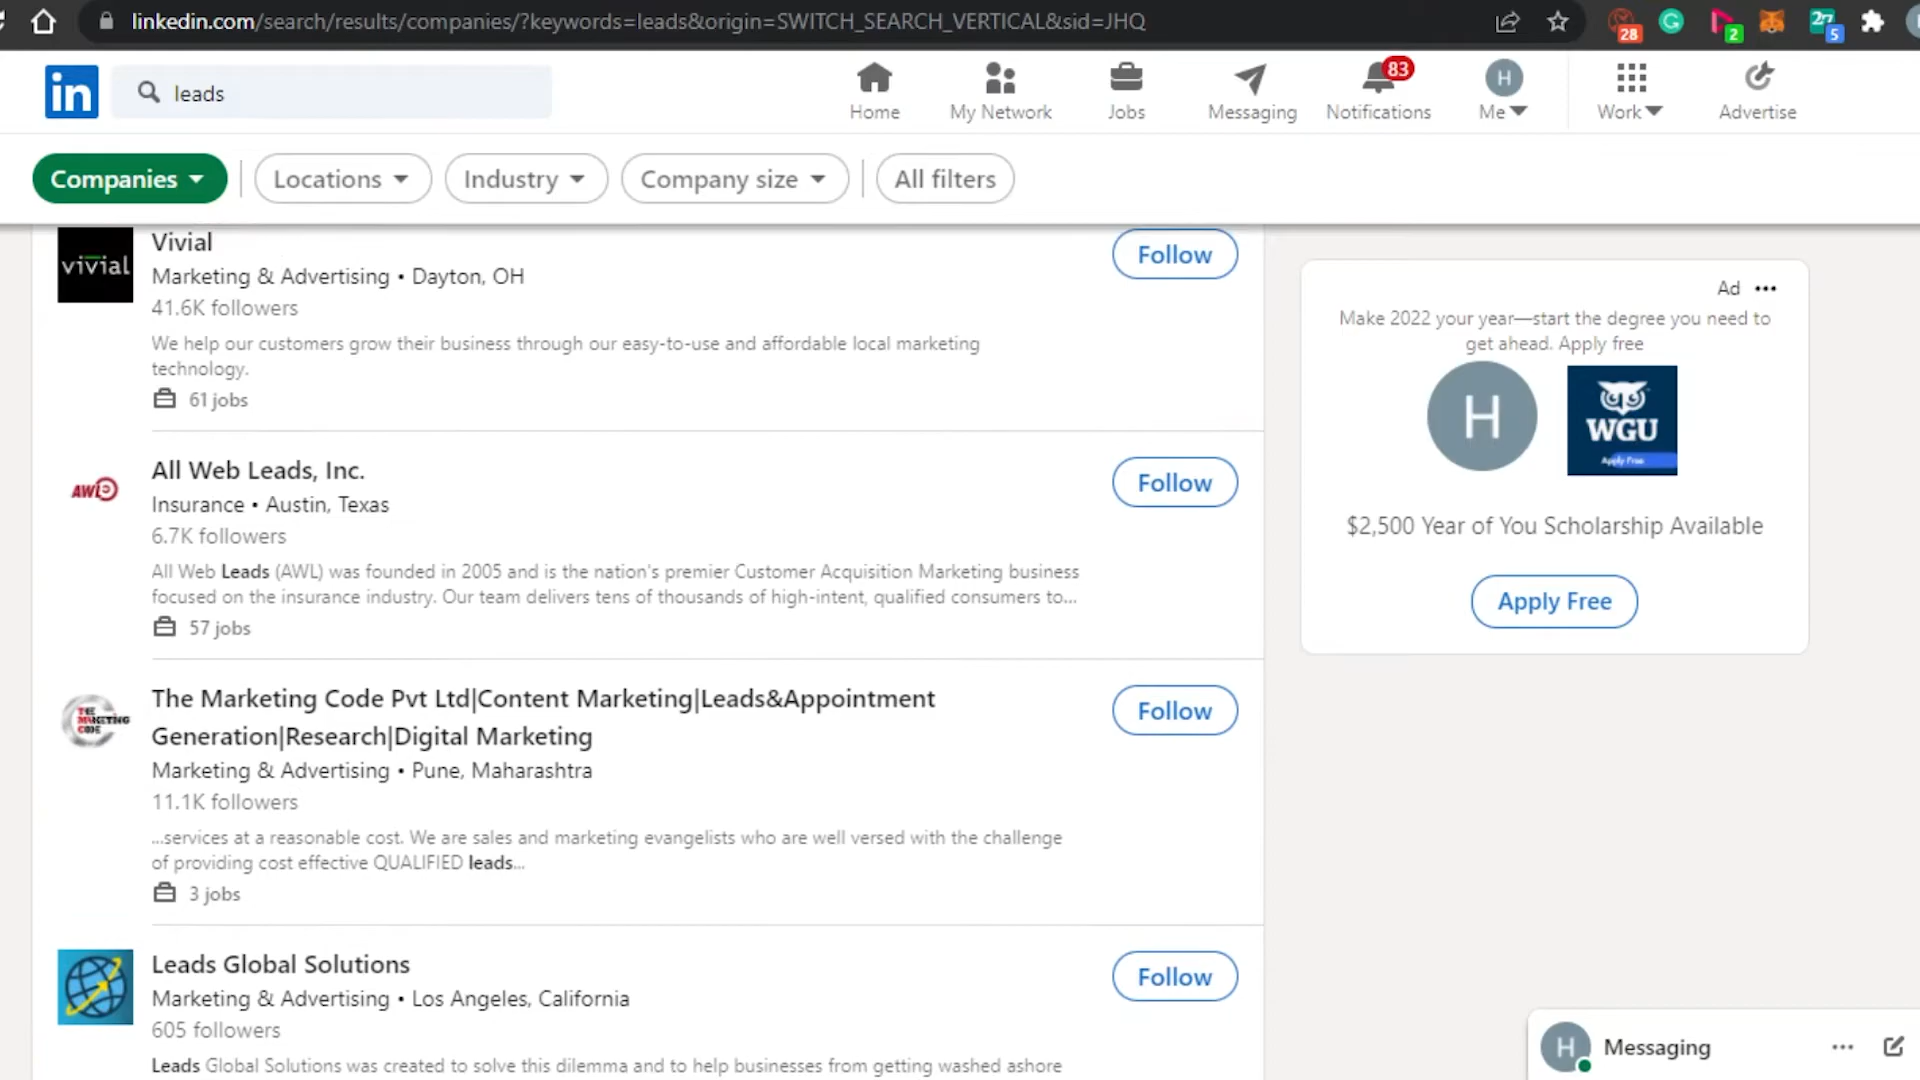 linkedin.com/search/results/companies/?keywords=leads&origin=SWITCH_SEARCH_VERTICAL&sid=JHQ
28
2
27
5
in
leads
Home
My Network
Jobs
Messaging
83
Notifications
H
Me
Work
Advertise
Companies
Locations
Industry
Company size
All filters
vivial
Vivial
Follow
Marketing & Advertising • Dayton, OH
41.6K followers
We help our customers grow their business through our easy-to-use and affordable local marketing
technology.
61 jobs
AWL
All Web Leads, Inc.
Follow
Insurance • Austin, Texas
6.7K followers
All Web Leads (AWL) was founded in 2005 and is the nation's premier Customer Acquisition Marketing business
focused on the insurance industry. Our team delivers tens of thousands of high-intent, qualified consumers to...
57 jobs
THE
MARKETING
CODE
The Marketing Code Pvt Ltd|Content Marketing|Leads&Appointment
Generation|Research|Digital Marketing
Follow
Marketing & Advertising • Pune, Maharashtra
11.1K followers
...services at a reasonable cost. We are sales and marketing evangelists who are well versed with the challenge
of providing cost effective QUALIFIED leads...
3 jobs
Leads Global Solutions
Follow
Marketing & Advertising • Los Angeles, California
605 followers
Leads Global Solutions was created to solve this dilemma and to help businesses from getting washed ashore
Ad
Make 2022 your year—start the degree you need to
get ahead. Apply free
H
WGU
Apply Free
$2,500 Year of You Scholarship Available
Apply Free
H
Messaging